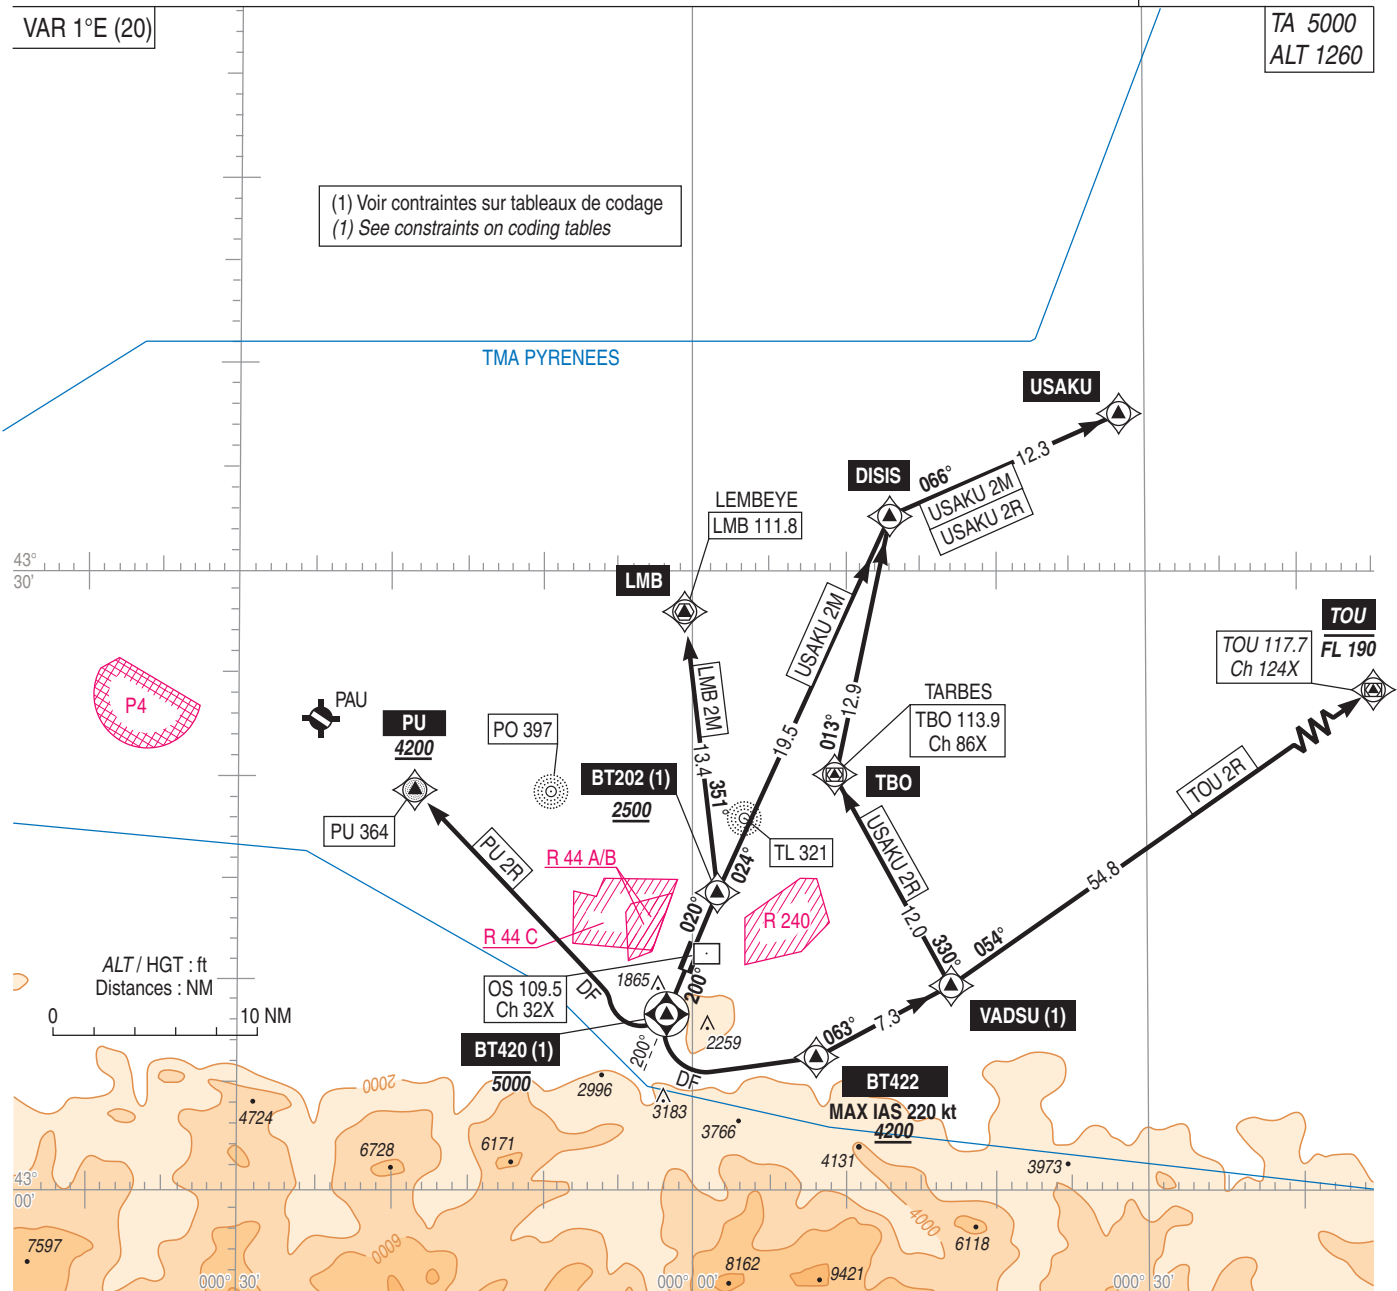 VAR 1°E (20)
TA 5000
ALT 1260
(1) Voir contraintes sur tableaux de codage
(1) See constraints on coding tables
TMA PYRENEES
USAKU
12.3
DISIS
066°
USAKU 2M
USAKU 2R
LEMBEYE
LMB 111.8
43°
30'
LMB
USAKU 2M
TOU
FL 190
TOU 117.7
Ch 124X
P4
PAU
LMB 2M
12.9
TARBES
TBO 113.9
Ch 86X
PU
4200
PO 397
013°
19.5
13.4
BT202 (1)
2500
TBO
TOU 2R
351°
PU 364
TL 321
PU 2R
USAKU 2R
R 44 A/B
024°
54.8
020°
R 240
12.0
R 44 C
330°
054°
ALT / HGT : ft
Distances : NM
0
10 NM
OS 109.5
Ch 32X
DF
1865
200°
VADSU (1)
063°
7.3
2259
BT420 (1)
5000
200°
DF
BT422
MAX IAS 220 kt
4200
2000
2996
3183
4724
3766
6728
6171
4131
3973
43°
00'
4000
6118
6000
7597
8162
9421
000° 30'
000° 00'
000° 30'